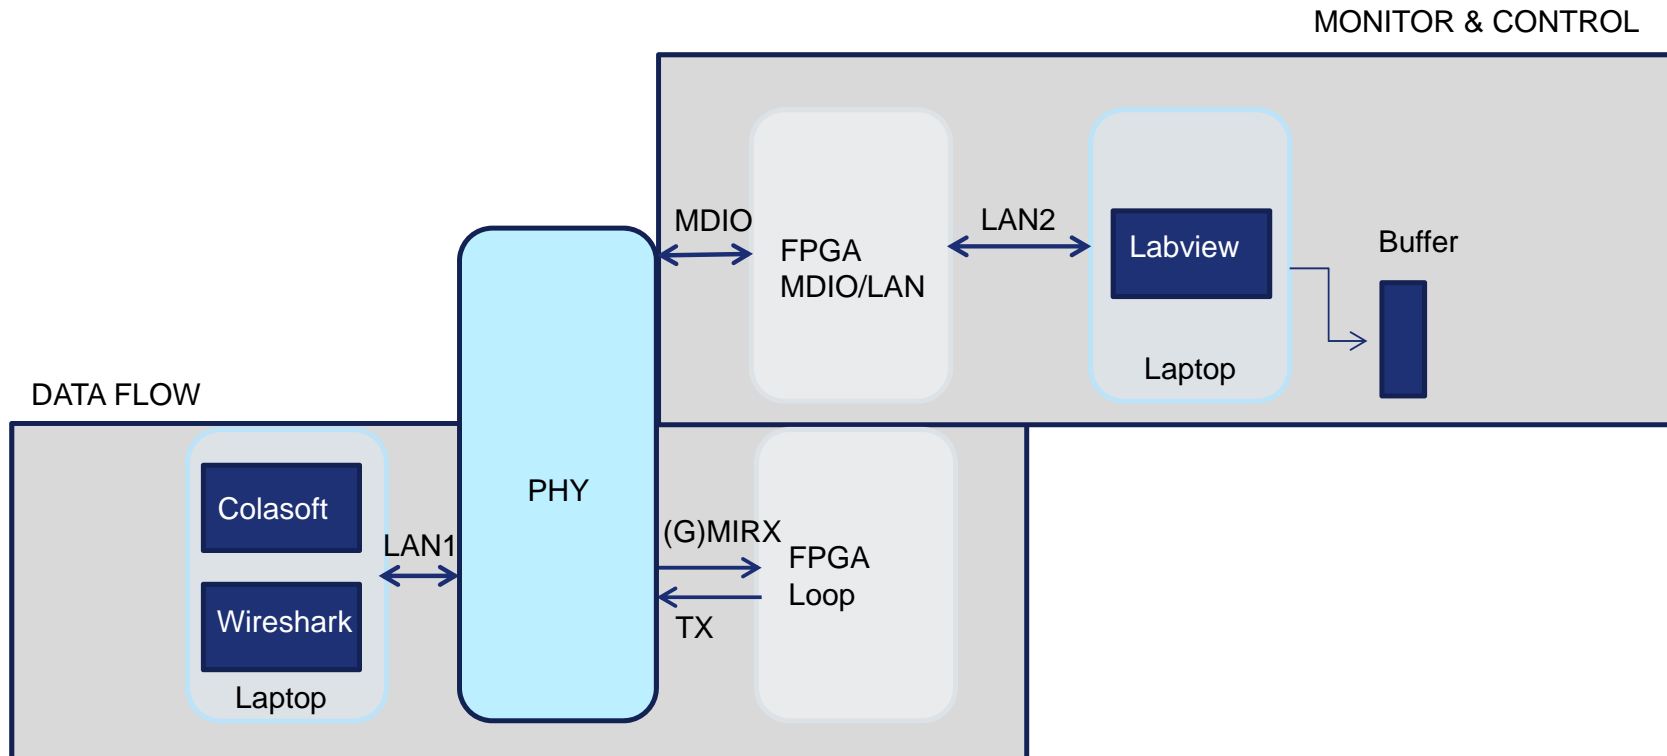 MONITOR & CONTROL
MDIO
FPGA
MDIO/LAN
LAN2
Labview
Laptop
Buffer
DATA FLOW
Colasoft
Wireshark
Laptop
LAN1
PHY
(G)MIRX
TX
FPGA
Loop